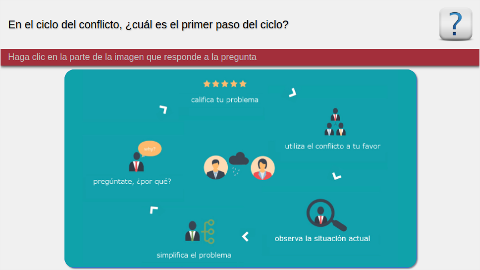 En el ciclo del conflicto, ¿cuál es el primer paso del ciclo?
?
Haga clic en la parte de la imagen que responde a la pregunta
califica tu problema
utiliza el conflicto a tu favor
pregúntate, ¿por qué?
observa la situación actual
simplifica el problema